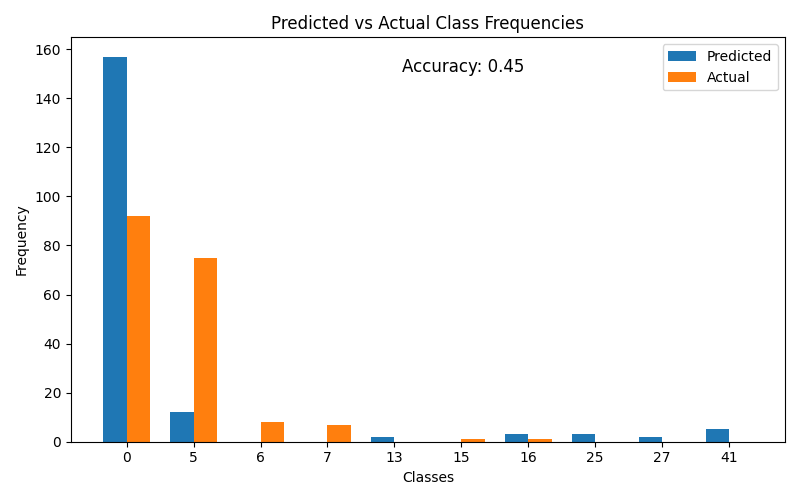 Predicted vs Actual Class Frequencies
Accuracy: 0.45
Predicted
Actual
Frequency
160
140
120
100
80
60
40
20
0
0 5 6 7 13 15 16 25 27 41
Classes